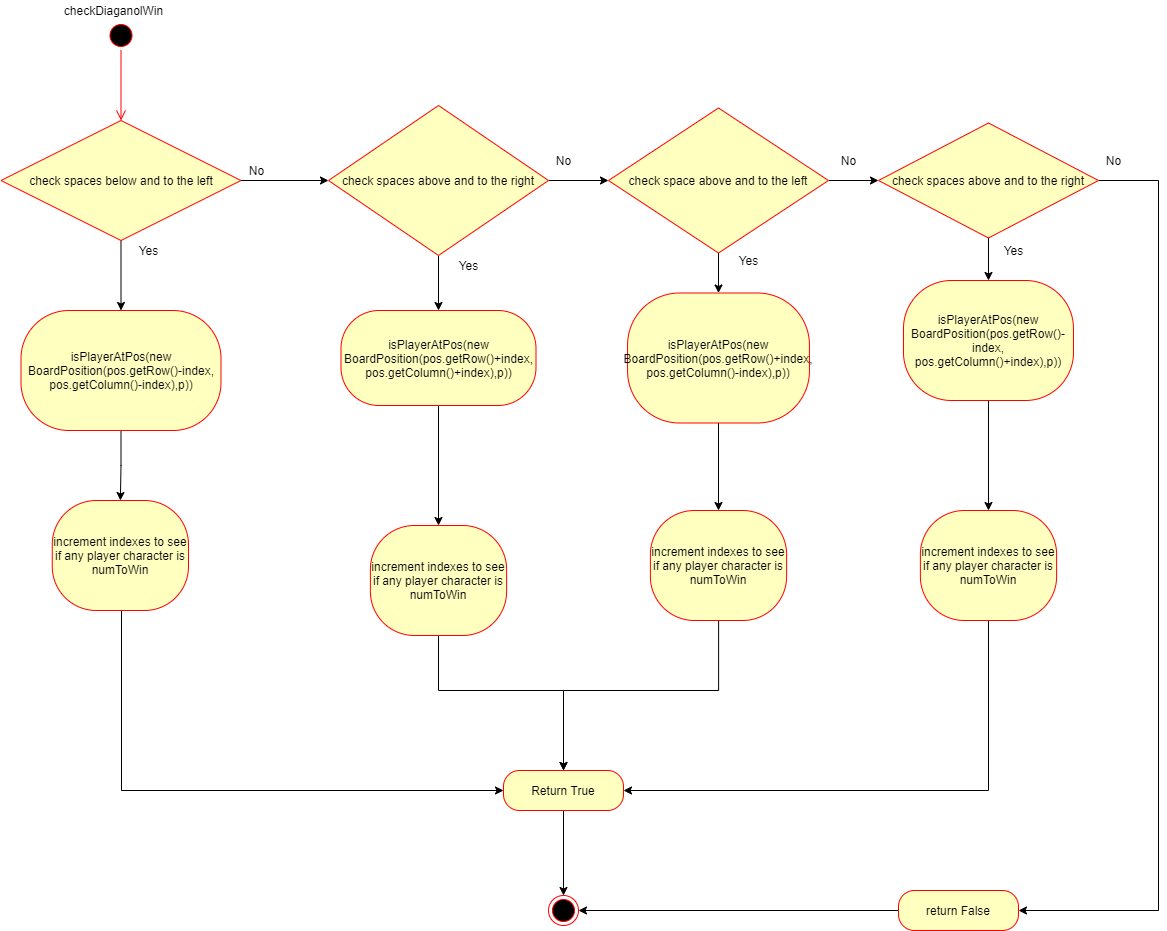 checkDiaganolWin
check spaces below and to the left
No
check spaces above and to the right
No
check space above and to the left
No
check spaces above and to the right
No
Yes
Yes
Yes
Yes
isPlayerAtPos(new
BoardPosition(pos.getRow()-index,
pos.getColumn()-index),p))
isPlayerAtPos(new
BoardPosition(pos.getRow()+index,
pos.getColumn()+index),p))
isPlayerAtPos(new
BoardPosition(pos.getRow()+index,
pos.getColumn()-index),p))
isPlayerAtPos(new
BoardPosition(pos.getRow()-
index,
pos.getColumn()+index),p))
increment indexes to see
if any player character is
numToWin
increment indexes to see
if any player character is
numToWin
increment indexes to see
if any player character is
numToWin
increment indexes to see
if any player character is
numToWin
Return True
return False